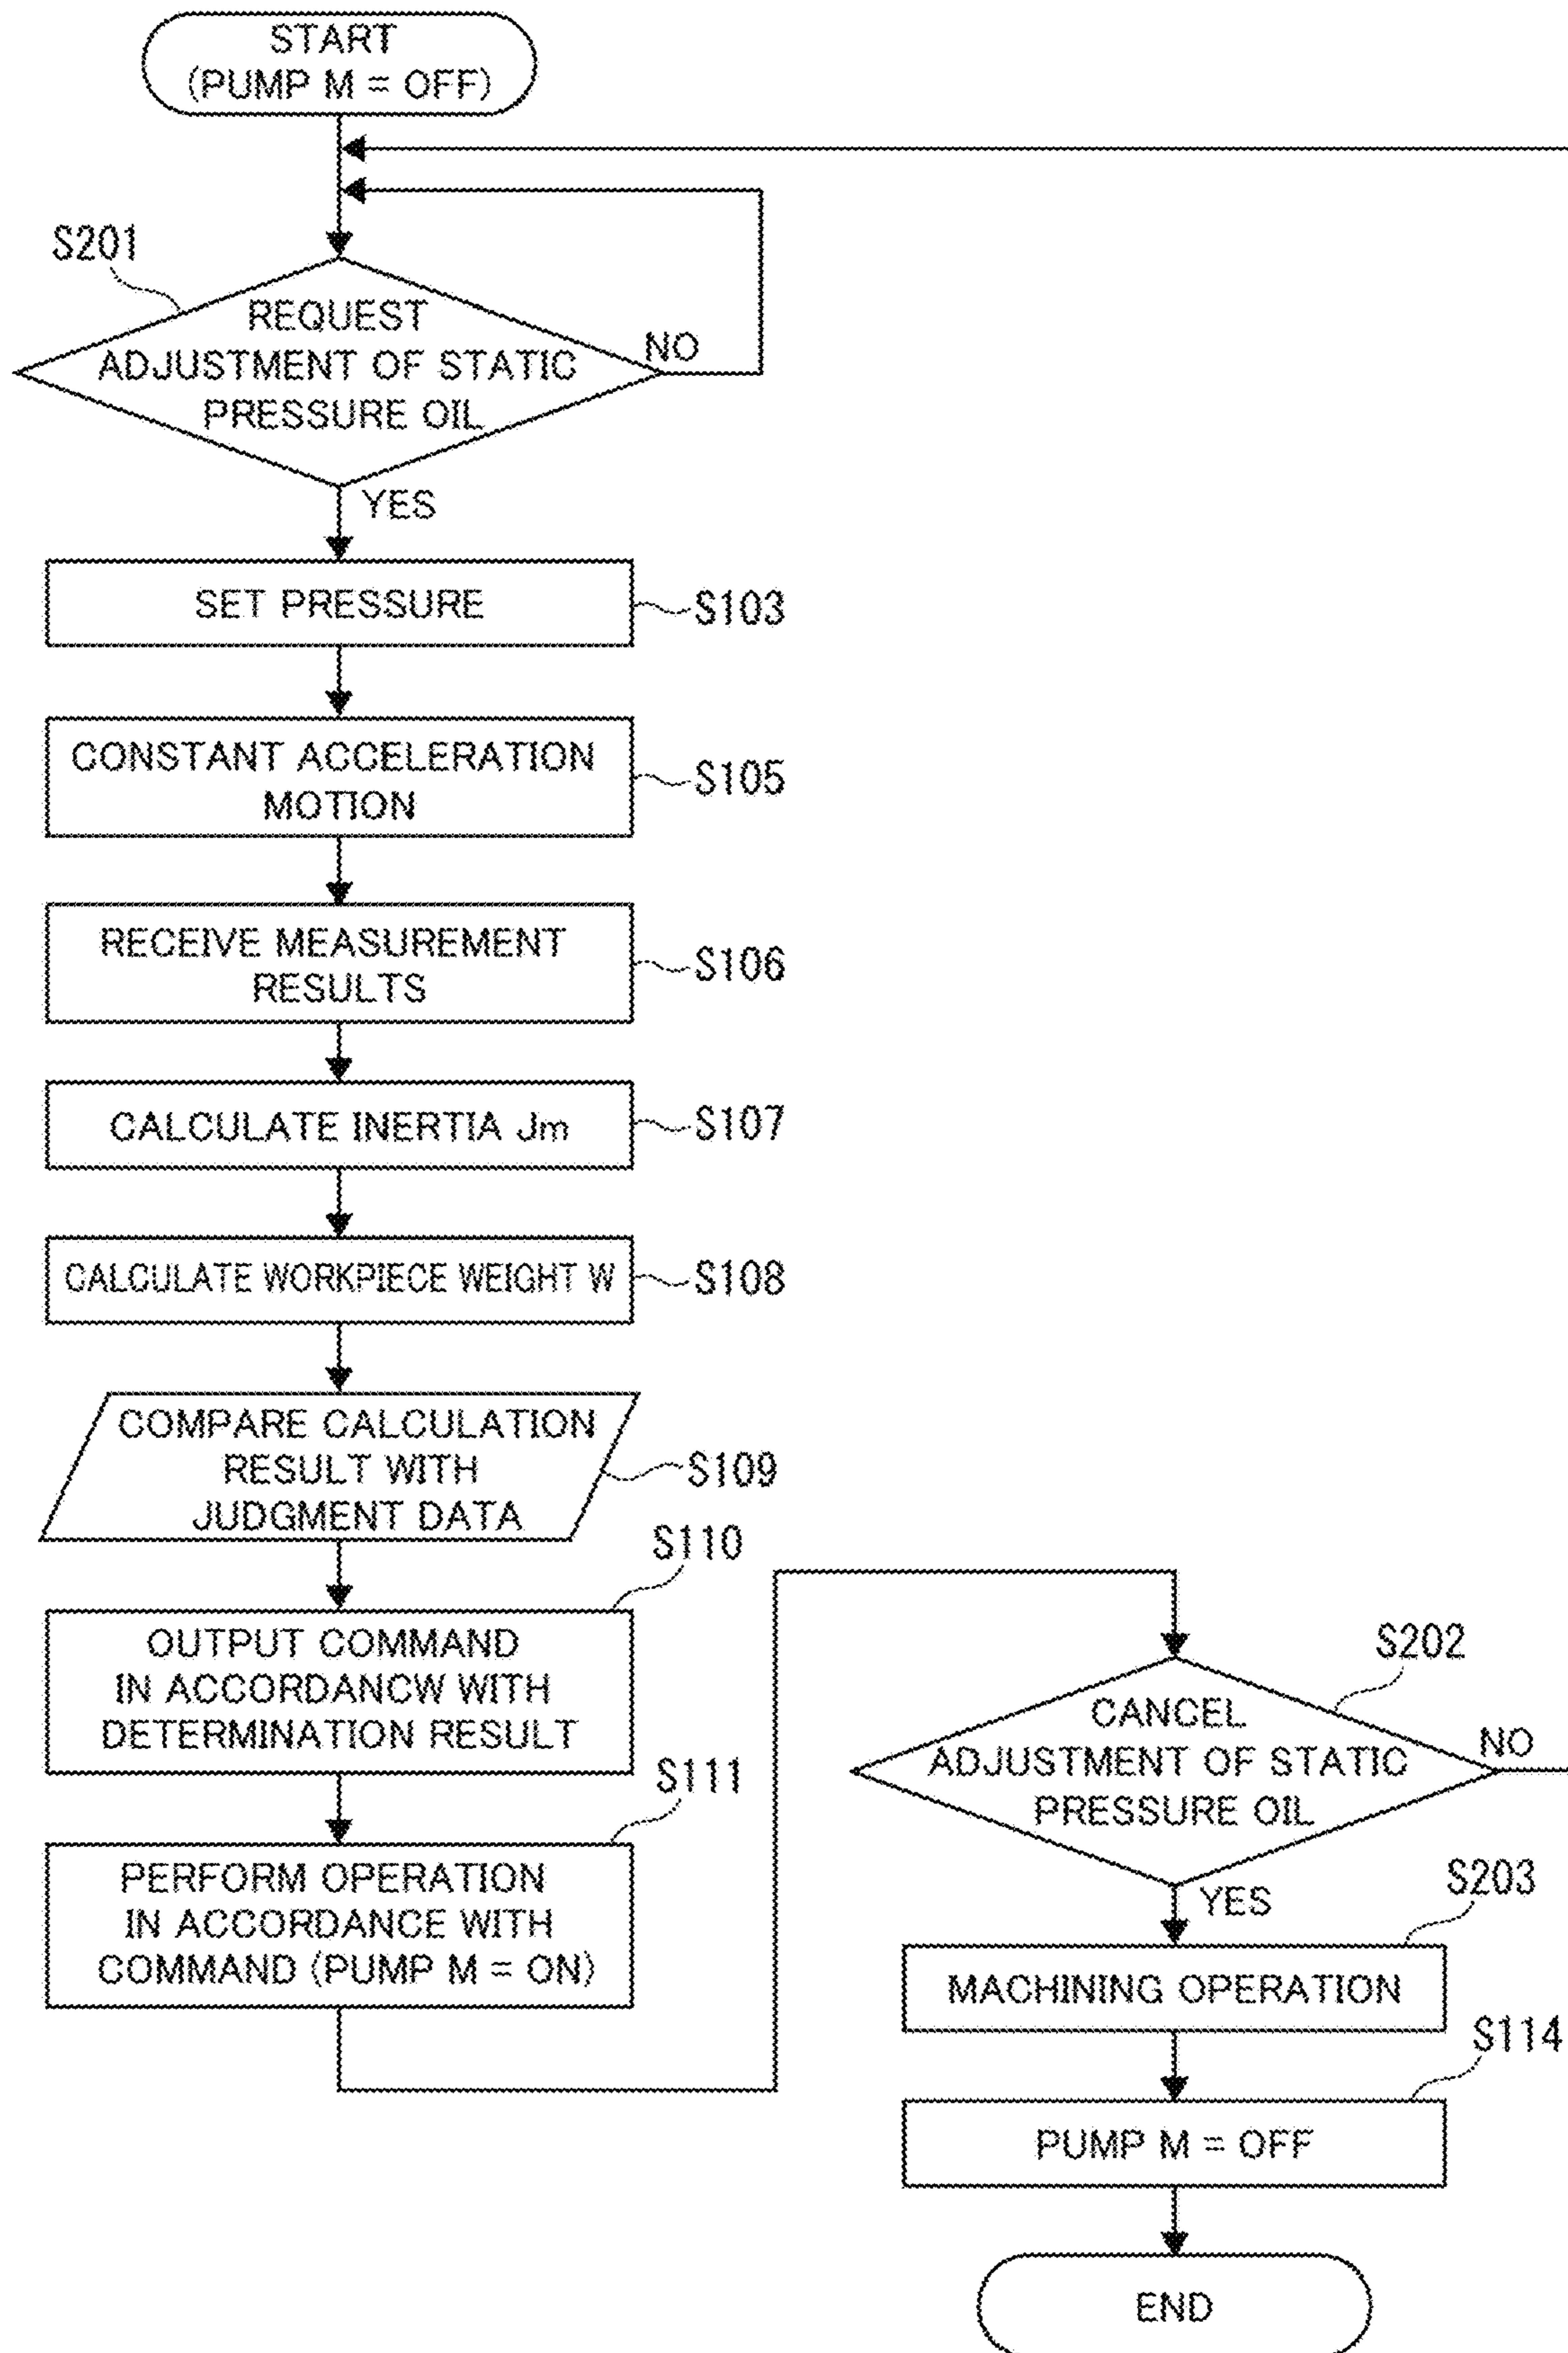 START
(PUMP M = OFF)
S201
REQUEST
ADJUSTMENT OF STATIC
PRESSURE OIL
NO
YES
SET PRESSURE
S103
CONSTANT ACCELERATION
MOTION
S105
RECEIVE MEASUREMENT
RESULTS
S106
CALCULATE INERTIA Jm
S107
CALCULATE WORKPIECE WEIGHT W
S108
COMPARE CALCULATION
RESULT WITH
JUDGMENT DATA
S109
S110
OUTPUT COMMAND
IN ACCORDANCW WITH
DETERMINATION RESULT
S111
PERFORM OPERATION
IN ACCORDANCE WITH
COMMAND (PUMP M = ON)
S202
CANCEL
ADJUSTMENT OF STATIC
PRESSURE OIL
NO
YES
S203
MACHINING OPERATION
S114
PUMP M = OFF
END